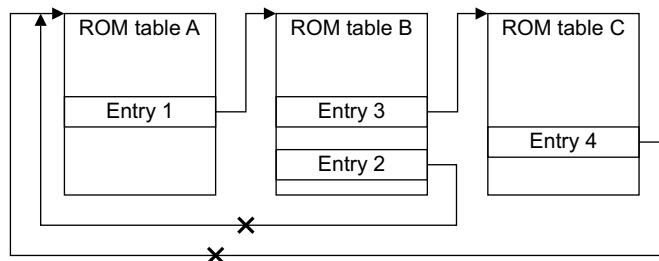 ROM table A
Entry 1
ROM table B
Entry 3
Entry 2
ROM table C
Entry 4